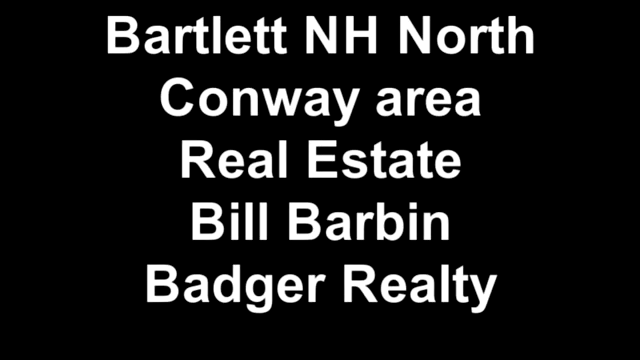 Bartlett NH North
Conway area
Real Estate
Bill Barbin
Badger Realty